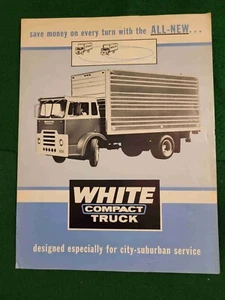 save money on every turn with the ALL-NEW...
WHITE
COMPACT
TRUCK
designed especially for city-suburban service